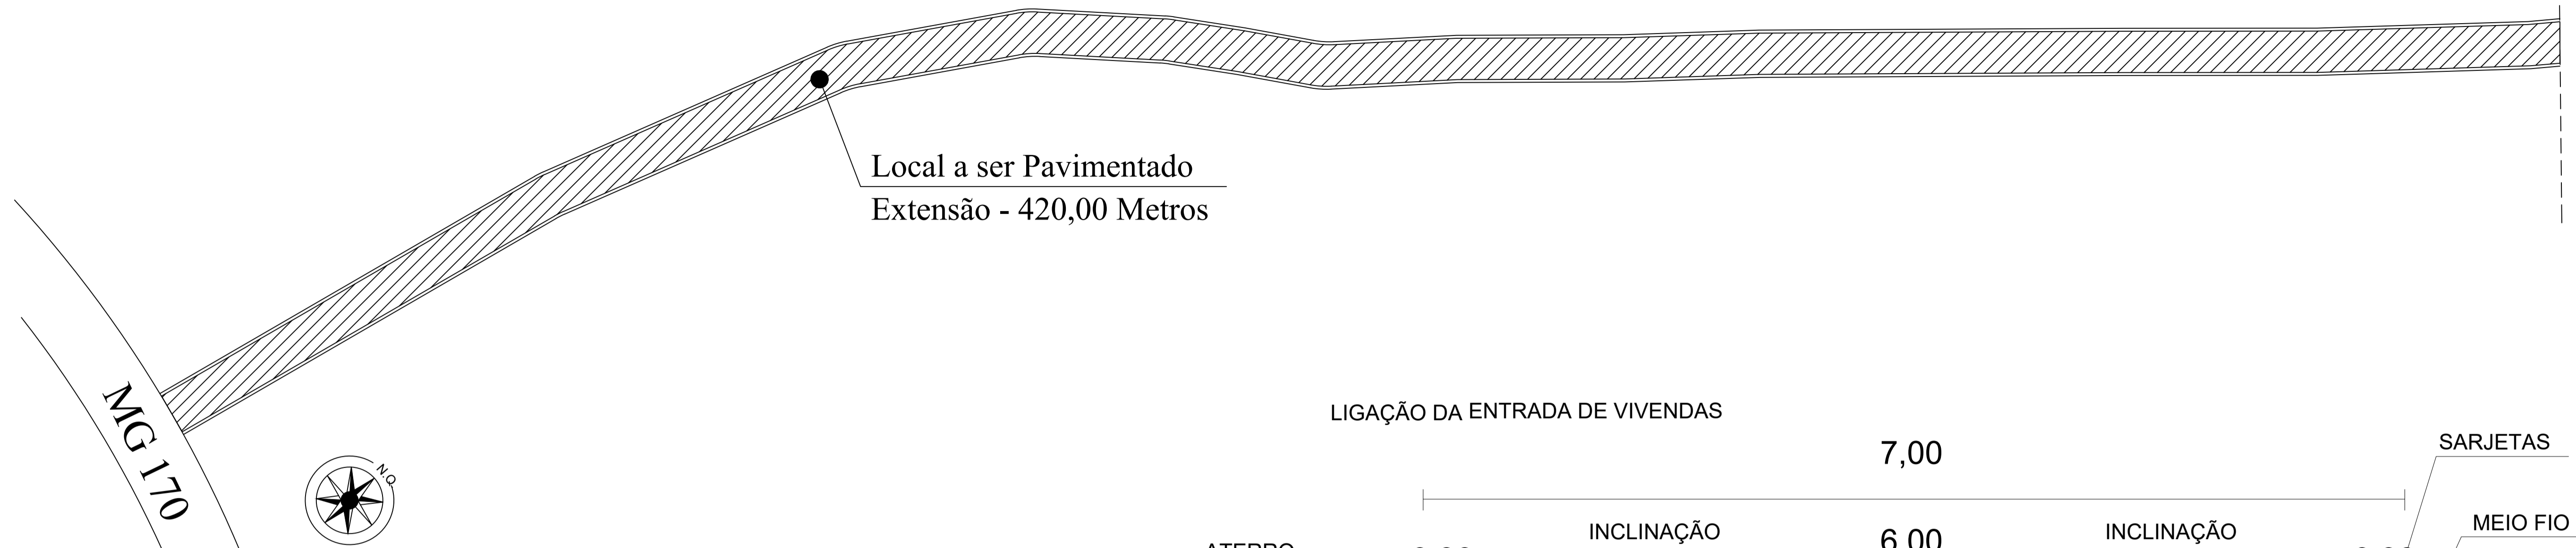 Local a ser Pavimentado
Extensão - 420,00 Metros
MG 170
N.Q.
LIGAÇÃO DA ENTRADA DE VIVENDAS
7,00
SARJETAS
INCLINAÇÃO
6,00
INCLINAÇÃO
MEIO FIO
ATERRO